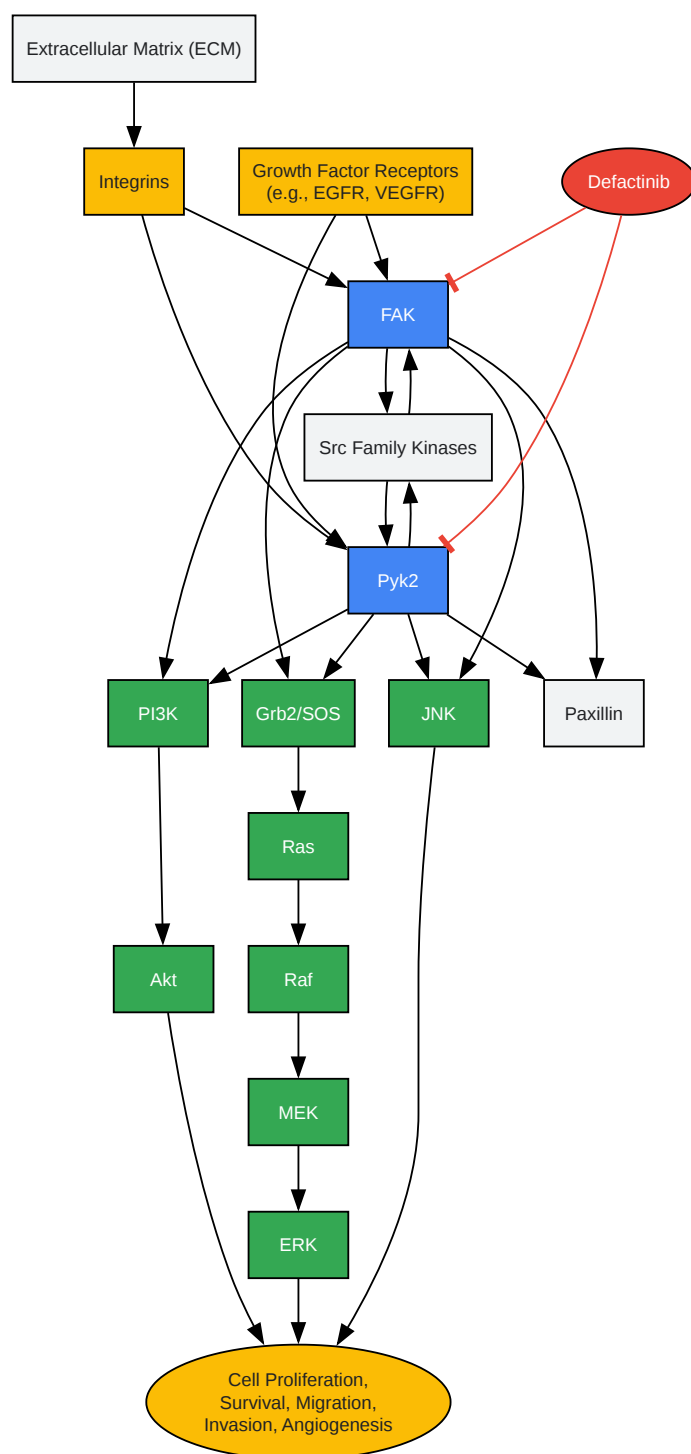 Extracellular Matrix (ECM)
Integrins
Growth Factor Receptors
(e.g., EGFR, VEGFR)
Defactinib
FAK
Src Family Kinases
Pyk2
PI3K
Grb2/SOS
JNK
Paxillin
Ras
Akt
Raf
MEK
ERK
Cell Proliferation,
Survival, Migration,
Invasion, Angiogenesis